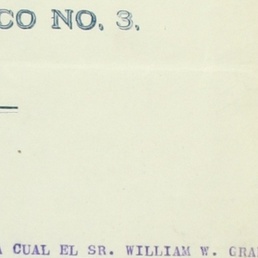 CO NO. 3.
A CUAL EL SR. WILLIAM W.